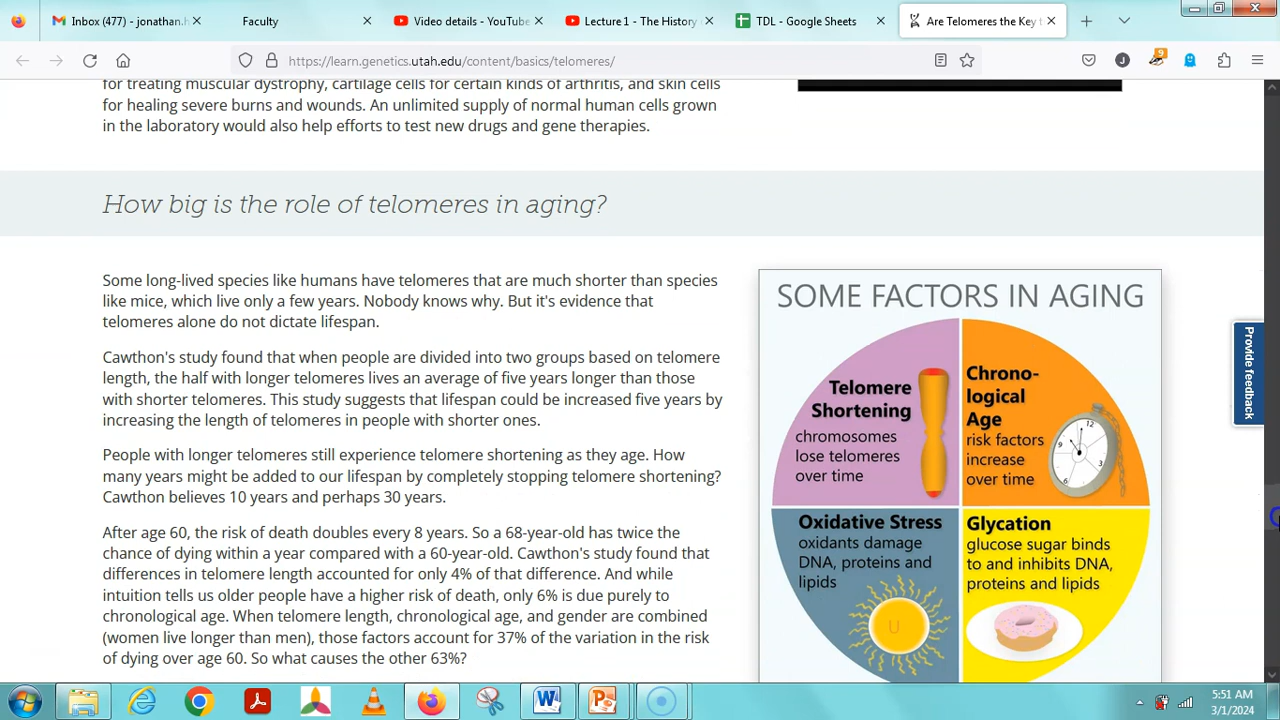 Inbox (477) - jonathan.h
Faculty
Video details - YouTube
Lecture 1 - The History
TDL - Google Sheets
Are Telomeres the Key t
https://learn.genetics.utah.edu/content/basics/telomeres/
J
9
for treating muscular dystrophy, cartilage cells for certain kinds of arthritis, and skin cells
for healing severe burns and wounds. An unlimited supply of normal human cells grown
in the laboratory would also help efforts to test new drugs and gene therapies.
How big is the role of telomeres in aging?
Some long-lived species like humans have telomeres that are much shorter than species
like mice, which live only a few years. Nobody knows why. But it's evidence that
telomeres alone do not dictate lifespan.
Cawthon's study found that when people are divided into two groups based on telomere
length, the half with longer telomeres lives an average of five years longer than those
with shorter telomeres. This study suggests that lifespan could be increased five years by
increasing the length of telomeres in people with shorter ones.
People with longer telomeres still experience telomere shortening as they age. How
many years might be added to our lifespan by completely stopping telomere shortening?
Cawthon believes 10 years and perhaps 30 years.
After age 60, the risk of death doubles every 8 years. So a 68-year-old has twice the
chance of dying within a year compared with a 60-year-old. Cawthon's study found that
differences in telomere length accounted for only 4% of that difference. And while
intuition tells us older people have a higher risk of death, only 6% is due purely to
chronological age. When telomere length, chronological age, and gender are combined
(women live longer than men), those factors account for 37% of the variation in the risk
of dying over age 60. So what causes the other 63%?
SOME FACTORS IN AGING
Telomere
Shortening
chromosomes
lose telomeres
over time
Chrono-
logical
Age
risk factors
increase
over time
12
3
6
9
Oxidative Stress
oxidants damage
DNA, proteins and
lipids
U
Glycation
glucose sugar binds
to and inhibits DNA,
proteins and lipids
Provide feedback
5:51 AM
3/1/2024